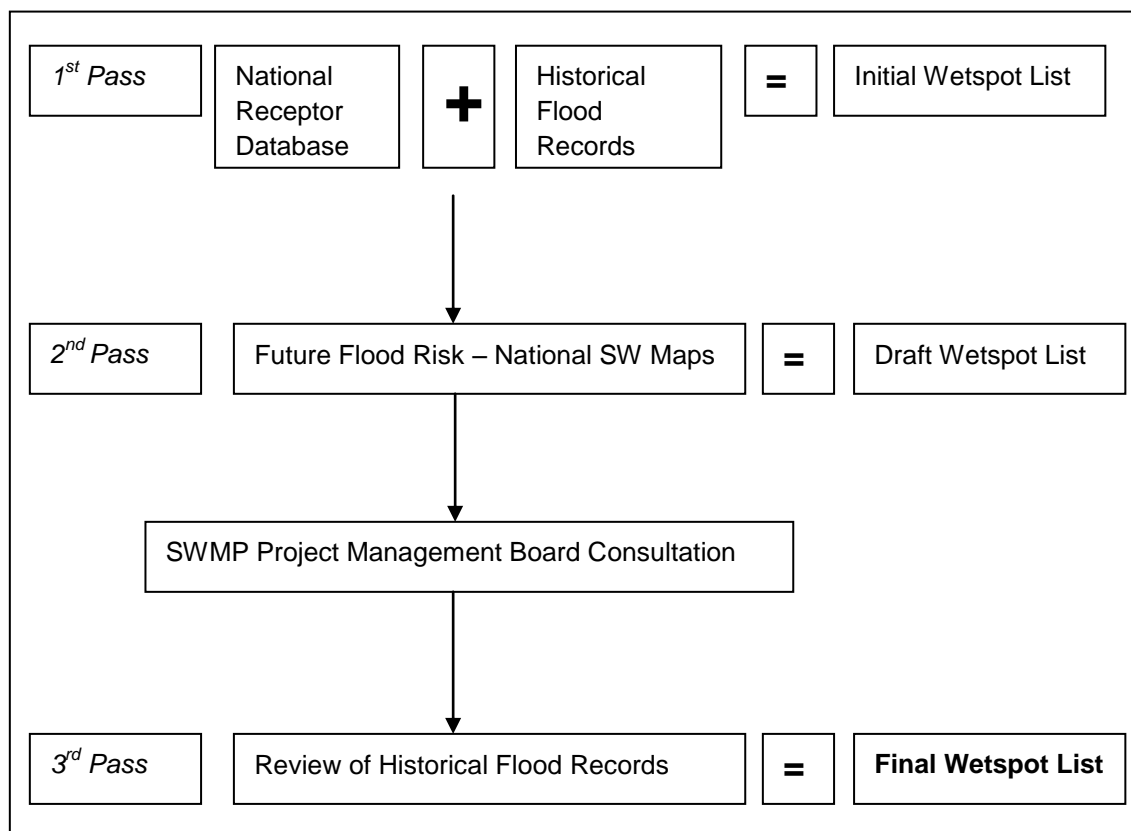 1st Pass
National
Receptor
Database
+
Historical
Flood
Records
=
Initial Wetspot List
2nd Pass
Future Flood Risk – National SW Maps
=
Draft Wetspot List
SWMP Project Management Board Consultation
3rd Pass
Review of Historical Flood Records
=
Final Wetspot List